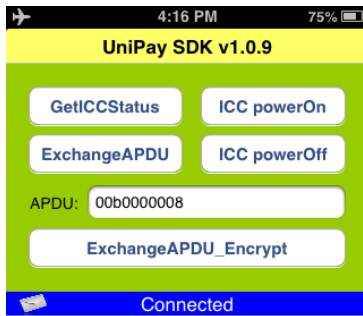 4:16 PM 75%
UniPay SDK v1.0.9
GetICCStatus ICC powerOn
ExchangeAPDU ICC powerOff
APDU: 00b0000008
ExchangeAPDU_Encrypt
Connected